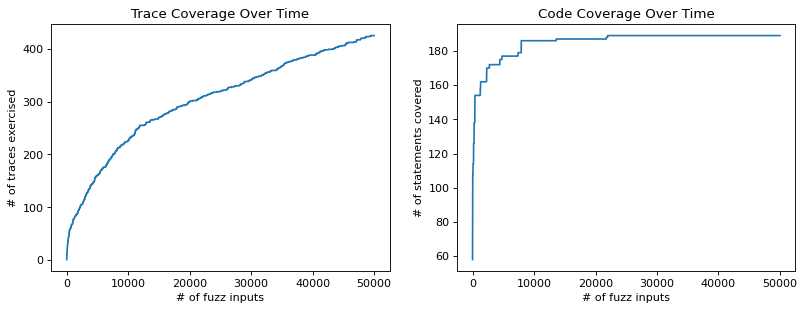 Trace Coverage Over Time
# of traces exercised
400
300
200
100
0
0 10000 20000 30000 40000 50000
# of fuzz inputs
Code Coverage Over Time
# of statements covered
180
160
140
120
100
80
60
0 10000 20000 30000 40000 50000
# of fuzz inputs